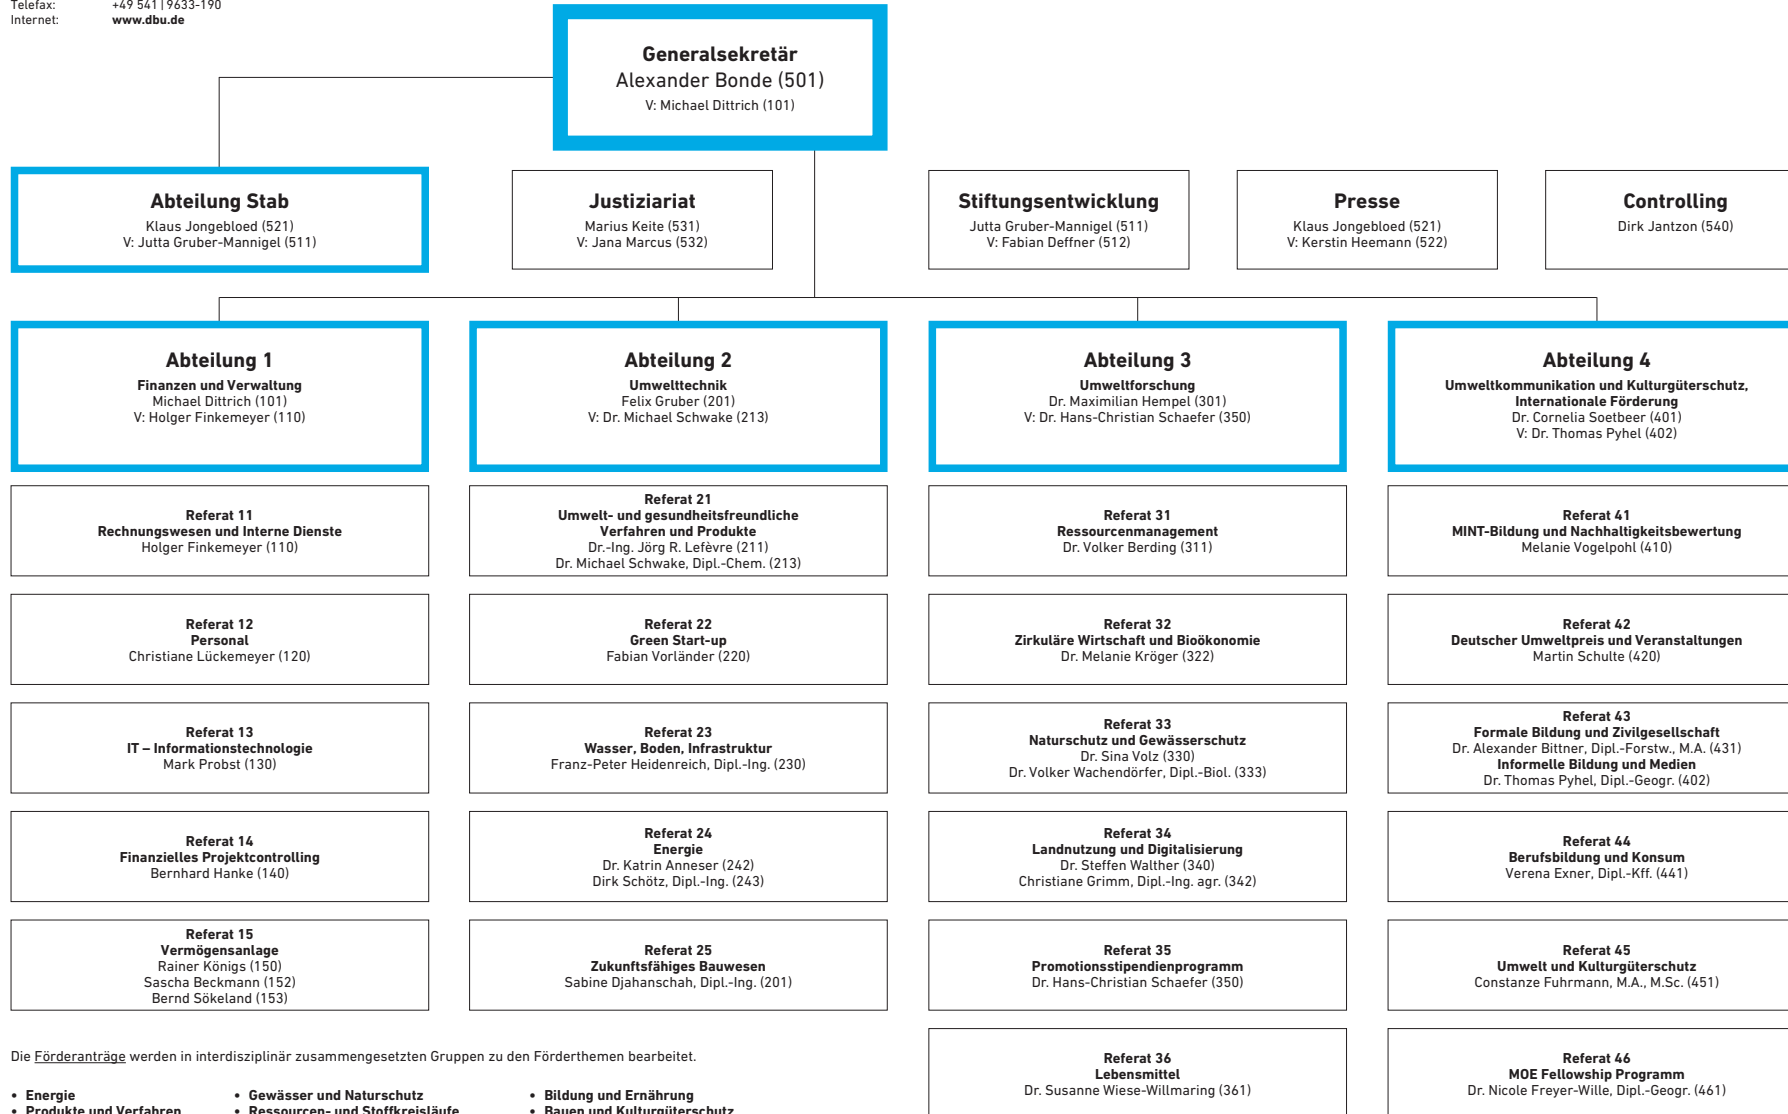 Telefax: +49 541 | 9633-190
Internet: www.dbu.de
Generalsekretär
Alexander Bonde (501)
V: Michael Dittrich (101)
Abteilung Stab
Klaus Jongebloed (521)
V: Jutta Gruber-Mannigel (511)
Justiziariat
Marius Keite (531)
V: Jana Marcus (532)
Stiftungsentwicklung
Jutta Gruber-Mannigel (511)
V: Fabian Deffner (512)
Presse
Klaus Jongebloed (521)
V: Kerstin Heemann (522)
Controlling
Dirk Jantzon (540)
Abteilung 1
Finanzen und Verwaltung
Michael Dittrich (101)
V: Holger Finkemeyer (110)
Abteilung 2
Umwelttechnik
Felix Gruber (201)
V: Dr. Michael Schwake (213)
Abteilung 3
Umweltforschung
Dr. Maximilian Hempel (301)
V: Dr. Hans-Christian Schaefer (350)
Abteilung 4
Umweltkommunikation und Kulturgüterschutz,
Internationale Förderung
Dr. Cornelia Soetbeer (401)
V: Dr. Thomas Pyhel (402)
Referat 11
Rechnungswesen und Interne Dienste
Holger Finkemeyer (110)
Referat 21
Umwelt- und gesundheitsfreundliche
Verfahren und Produkte
Dr.-Ing. Jörg R. Lefèvre (211)
Dr. Michael Schwake, Dipl.-Chem. (213)
Referat 31
Ressourcenmanagement
Dr. Volker Berding (311)
Referat 41
MINT-Bildung und Nachhaltigkeitsbewertung
Melanie Vogelpohl (410)
Referat 12
Personal
Christiane Lückemeyer (120)
Referat 22
Green Start-up
Fabian Vorländer (220)
Referat 32
Zirkuläre Wirtschaft und Bioökonomie
Dr. Melanie Kröger (322)
Referat 42
Deutscher Umweltpreis und Veranstaltungen
Martin Schulte (420)
Referat 13
IT – Informationstechnologie
Mark Probst (130)
Referat 23
Wasser, Boden, Infrastruktur
Franz-Peter Heidenreich, Dipl.-Ing. (230)
Referat 33
Naturschutz und Gewässerschutz
Dr. Sina Volz (330)
Dr. Volker Wachendörfer, Dipl.-Biol. (333)
Referat 43
Formale Bildung und Zivilgesellschaft
Dr. Alexander Bittner, Dipl.-Forstw., M.A. (431)
Informelle Bildung und Medien
Dr. Thomas Pyhel, Dipl.-Geogr. (402)
Referat 14
Finanzielles Projektcontrolling
Bernhard Hanke (140)
Referat 24
Energie
Dr. Katrin Anneser (242)
Dirk Schötz, Dipl.-Ing. (243)
Referat 34
Landnutzung und Digitalisierung
Dr. Steffen Walther (340)
Christiane Grimm, Dipl.-Ing. agr. (342)
Referat 44
Berufsbildung und Konsum
Verena Exner, Dipl.-Kff. (441)
Referat 15
Vermögensanlage
Rainer Königs (150)
Sascha Beckmann (152)
Bernd Sökeland (153)
Referat 25
Zukunftsfähiges Bauwesen
Sabine Djahanschah, Dipl.-Ing. (201)
Referat 35
Promotionsstipendienprogramm
Dr. Hans-Christian Schaefer (350)
Referat 45
Umwelt und Kulturgüterschutz
Constanze Fuhrmann, M.A., M.Sc. (451)
Referat 36
Lebensmittel
Dr. Susanne Wiese-Willmaring (361)
Referat 46
MOE Fellowship Programm
Dr. Nicole Freyer-Wille, Dipl.-Geogr. (461)
Die Förderanträge werden in interdisziplinär zusammengesetzten Gruppen zu den Förderthemen bearbeitet.
• Energie • Gewässer und Naturschutz • Bildung und Ernährung
• Produkte und Verfahren • Ressourcen- und Stoffkreisläufe • Bauen und Kulturgüterschutz